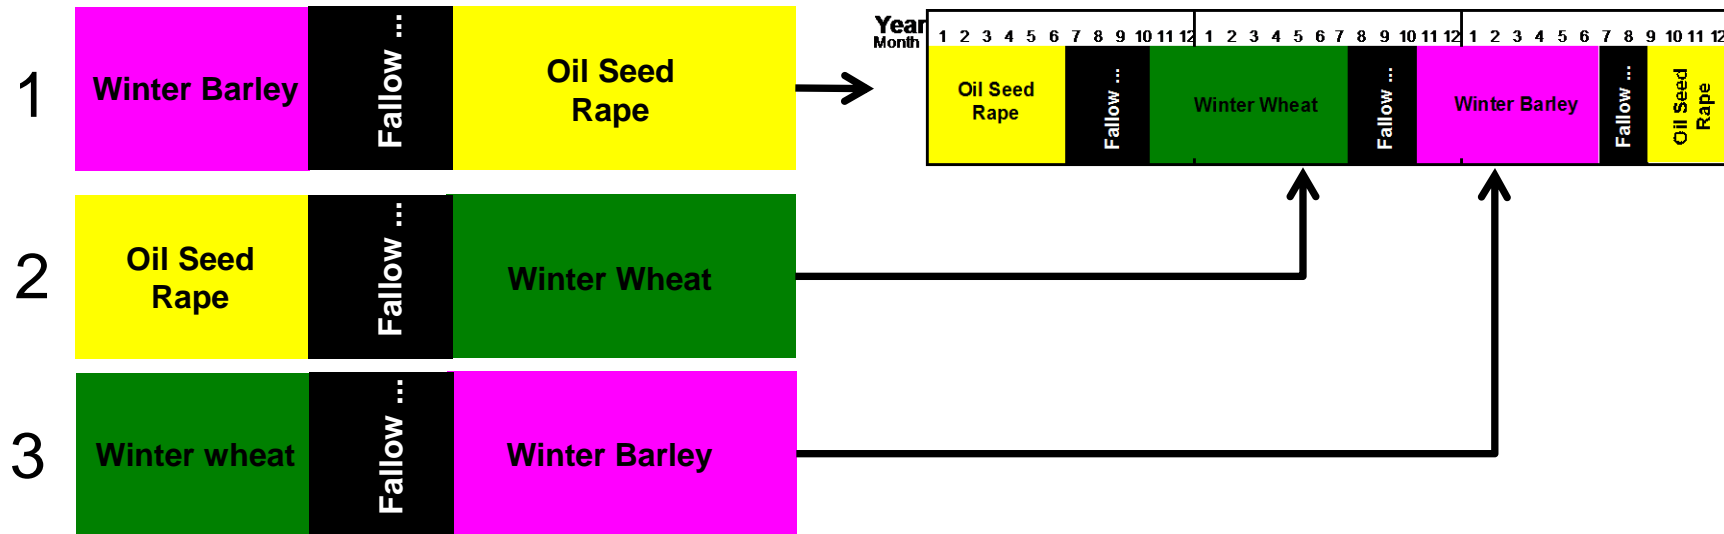 1
Winter Barley
Fallow ...
Oil Seed
Rape
2
Oil Seed
Rape
Fallow ...
Winter Wheat
3
Winter wheat
Fallow ...
Winter Barley
Year
Month 1 2 3 4 5 6 7 8 9 10 11 12 1 2 3 4 5 6 7 8 9 10 11 12 1 2 3 4 5 6 7 8 9 10 11 12
Oil Seed
Rape
Fallow ...
Winter Wheat
Fallow ...
Winter Barley
Fallow ...
Oil Seed
Rape